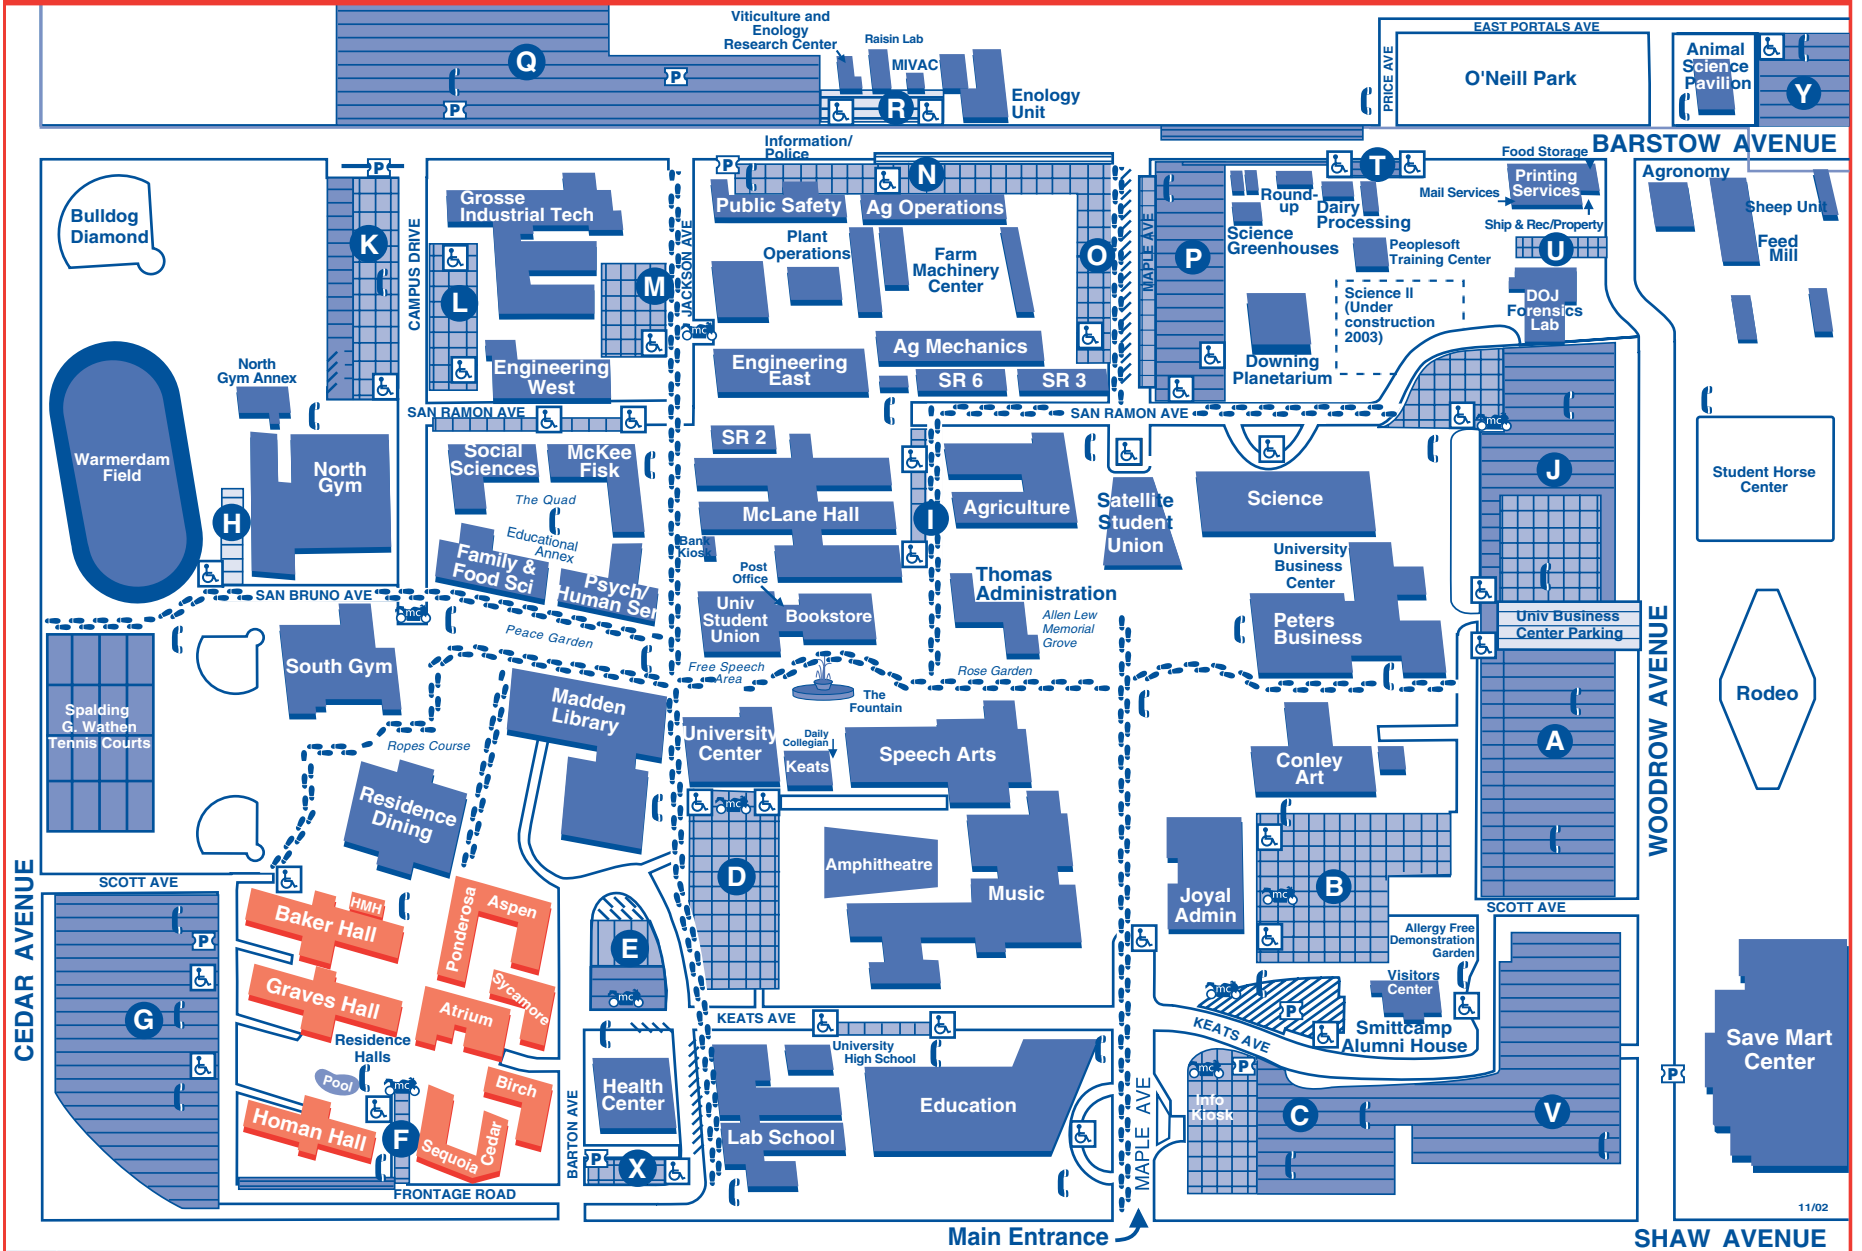 Viticulture and
Enology
Research Center
Raisin Lab
MIVAC
Enology
Unit
Q
P
P
R
EAST PORTALS AVE
PRICE AVE
O'Neill Park
Animal
Science
Pavilion
Y
BARSTOW AVENUE
Information/
Police
P
P
N
T
Food Storage
Printing
Services
Mail Services
Ship & Rec/Property
U
Agronomy
Sheep Unit
Feed
Mill
Bulldog
Diamond
K
CAMPUS DRIVE
Grosse
Industrial Tech
L
M
JACKSON AVE
mc
Public Safety
Ag Operations
Plant
Operations
Farm
Machinery
Center
O
MAPLE AVE
P
Round-
up
Dairy
Processing
Science
Greenhouses
Peoplesoft
Training Center
Science II
(Under
construction
2003)
DOJ
Forensics
Lab
Downing
Planetarium
North
Gym Annex
Engineering
West
Engineering
East
Ag Mechanics
SR 6
SR 3
SAN RAMON AVE
SAN RAMON AVE
mc
Warmerdam
Field
North
Gym
H
Social
Sciences
McKee
Fisk
The Quad
Educational
Annex
Family &
Food Sci
Psych/
Human Ser
SR 2
McLane Hall
Bank
Kiosk
I
Agriculture
Satellite
Student
Union
Science
J
Student Horse
Center
Post
Office
Univ
Student
Union
Bookstore
Thomas
Administration
Allen Lew
Memorial
Grove
University
Business
Center
Peters
Business
Univ Business
Center Parking
WOODROW AVENUE
SAN BRUNO AVE
mc
Peace Garden
Free Speech
Area
Rose Garden
The
Fountain
South Gym
Spalding
G. Wathen
Tennis Courts
Ropes Course
Madden
Library
University
Center
Daily
Collegian
Keats
Speech Arts
Conley
Art
A
Rodeo
Residence
Dining
mc
D
Amphitheatre
Music
Joyal
Admin
mc
B
CEDAR AVENUE
SCOTT AVE
SCOTT AVE
Baker Hall
HMH
Ponderosa
Aspen
E
mc
P
G
Graves Hall
Atrium
Sycamore
Residence
Halls
Pool
mc
Birch
Homan Hall
F
Sequoia
Cedar
FRONTAGE ROAD
BARTON AVE
Health
Center
P
X
KEATS AVE
University
High School
Lab School
Education
MAPLE AVE
Allergy Free
Demonstration
Garden
Visitors
Center
mc
P
Smittcamp
Alumni House
KEATS AVE
mc
P
Info
Kiosk
C
V
P
Save Mart
Center
11/02
Main Entrance
SHAW AVENUE